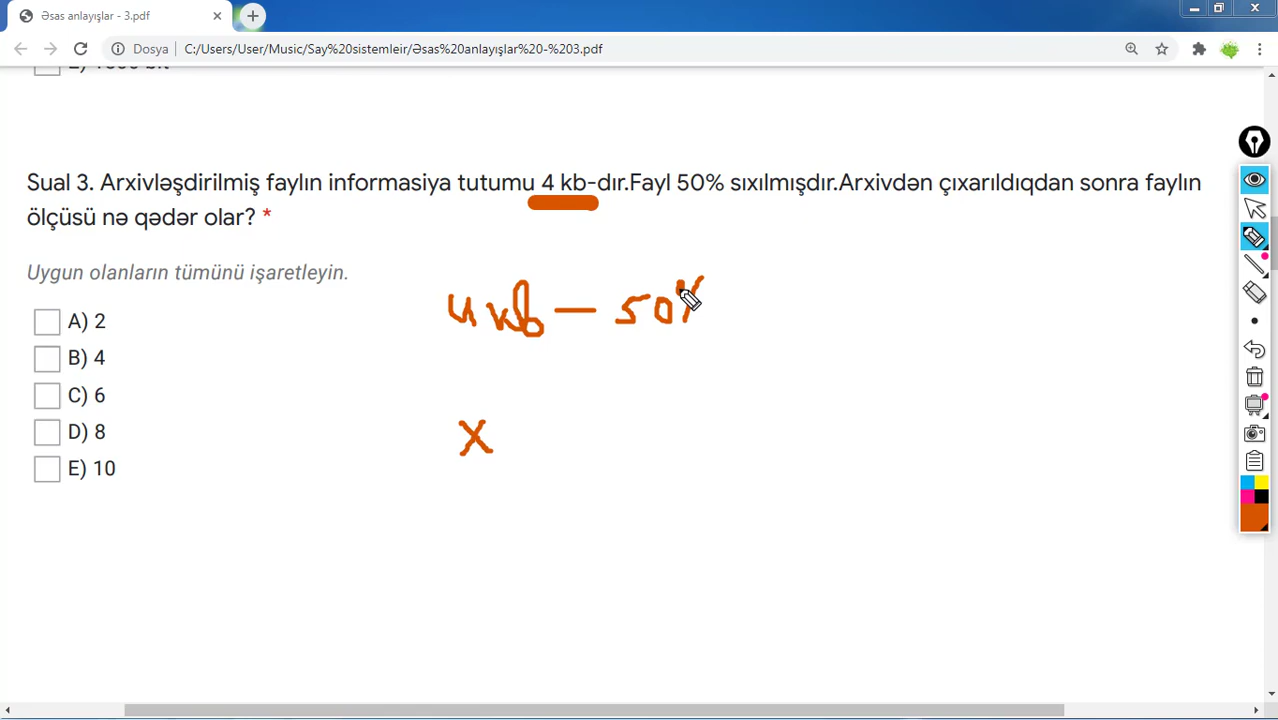 Əsas anlayışlar - 3.pdf
Dosya
C:/Users/User/Music/Say%20sistemleir/Əsas%20anlayışlar%20-%203.pdf
Sual 3. Arxivləşdirilmiş faylın informasiya tutumu 4 kb-dır.Fayl 50% sıxılmışdır.Arxivdən çıxarıldıqdan sonra faylın
ölçüsü nə qədər olar? *
Uygun olanların tümünü işaretleyin.
4 kb — 50%
A) 2
B) 4
C) 6
X
D) 8
E) 10